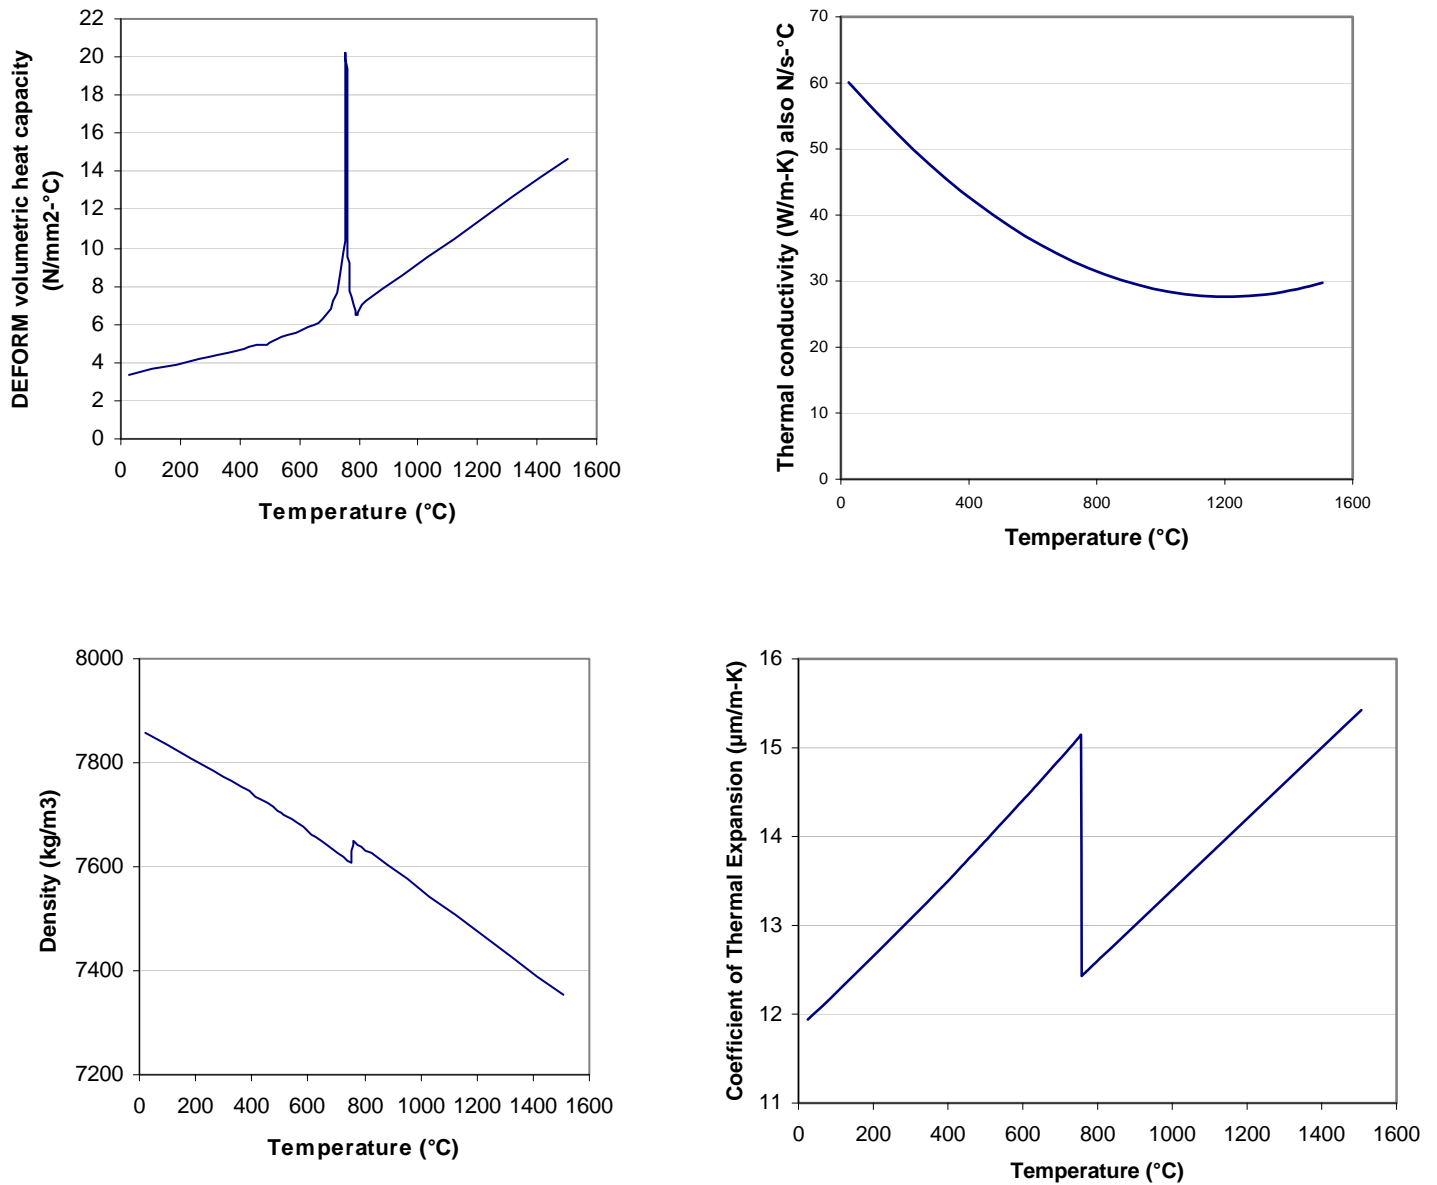 DEFORM volumetric heat capacity
(N/mm2-°C)
22
20
18
16
14
12
10
8
6
4
2
0
0 200 400 600 800 1000 1200 1400 1600
Temperature (°C)
Thermal conductivity (W/m-K) also N/s-°C
70
60
50
40
30
20
10
0
0 400 800 1200 1600
Temperature (°C)
Density (kg/m3)
8000
7800
7600
7400
7200
0 200 400 600 800 1000 1200 1400 1600
Temperature (°C)
Coefficient of Thermal Expansion (µm/m-K)
16
15
14
13
12
11
0 200 400 600 800 1000 1200 1400 1600
Temperature (°C)